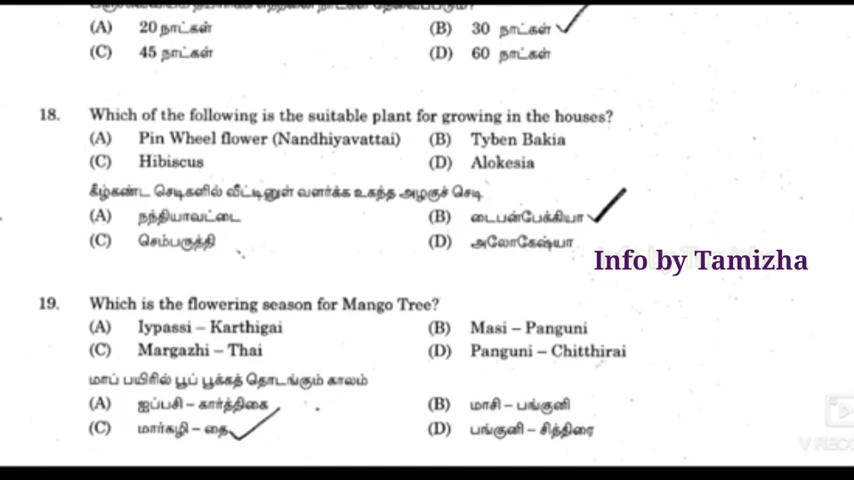 (A) 20 நாட்கள் (B) 30 நாட்கள்
(C) 45 நாட்கள் (D) 60 நாட்கள்
18. Which of the following is the suitable plant for growing in the houses?
(A) Pin Wheel flower (Nandhiyavattai) (B) Tyben Bakia
(C) Hibiscus (D) Alokesia
கீழ்கண்ட செடிகளில் வீட்டினுள் வளர்க்க உகந்த அழகுச் செடி
(A) நந்தியாவட்டை (B) டைபன்பேக்கியா
(C) செம்பருத்தி (D) அலோகேஷ்யா
Info by Tamizha
19. Which is the flowering season for Mango Tree?
(A) Iypassi – Karthigai (B) Masi – Panguni
(C) Margazhi – Thai (D) Panguni – Chitthirai
மாப் பயிரில் பூப் பூக்கத் தொடங்கும் காலம்
(A) ஐப்பசி – கார்த்திகை (B) மாசி – பங்குனி
(C) மார்கழி – தை (D) பங்குனி – சித்திரை